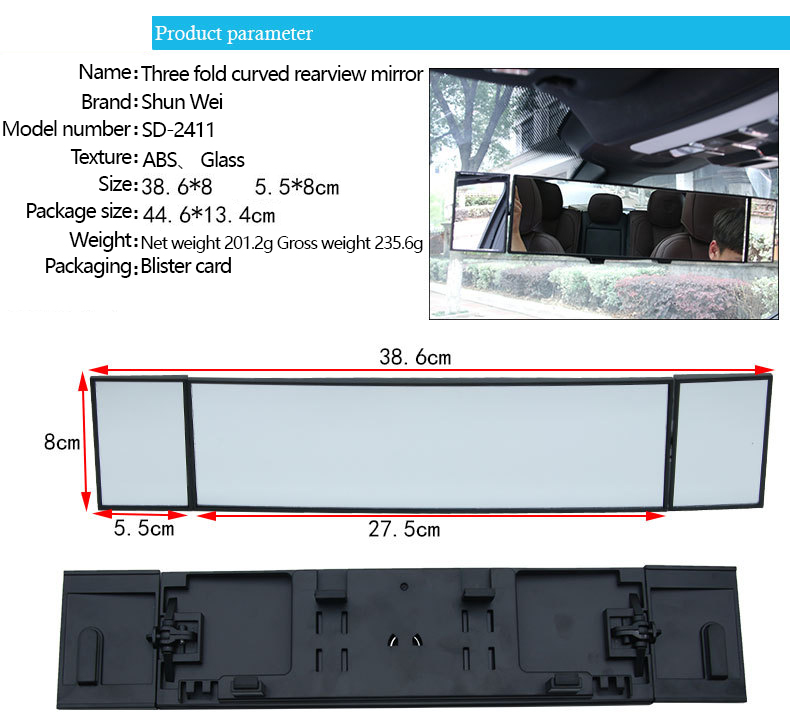 Product parameter
Name: Three fold curved rearview mirror
Brand: Shun Wei
Model number: SD-2411
Texture: ABS、 Glass
Size: 38.6*8 5.5*8cm
Package size: 44.6*13.4cm
Weight: Net weight 201.2g Gross weight 235.6g
Packaging: Blister card
38.6cm
8cm
5.5cm
27.5cm